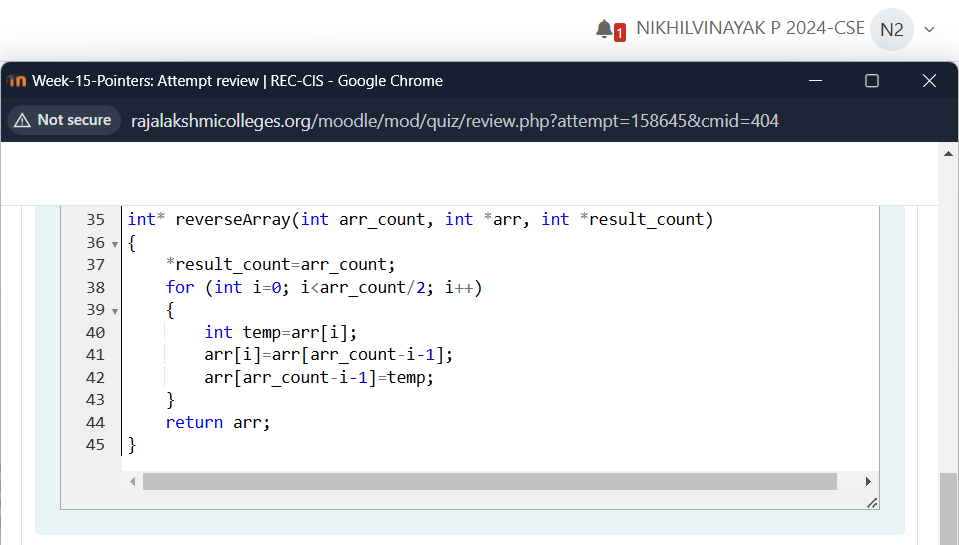 1 NIKHILVINAYAK P 2024-CSE N2
Week-15-Pointers: Attempt review | REC-CIS - Google Chrome
Not secure rajalakshmicolleges.org/moodle/mod/quiz/review.php?attempt=158645&cmid=404
35 int* reverseArray(int arr_count, int *arr, int *result_count)
36 {
37     *result_count=arr_count;
38     for (int i=0; i<arr_count/2; i++)
39     {
40         int temp=arr[i];
41         arr[i]=arr[arr_count-i-1];
42         arr[arr_count-i-1]=temp;
43     }
44     return arr;
45 }